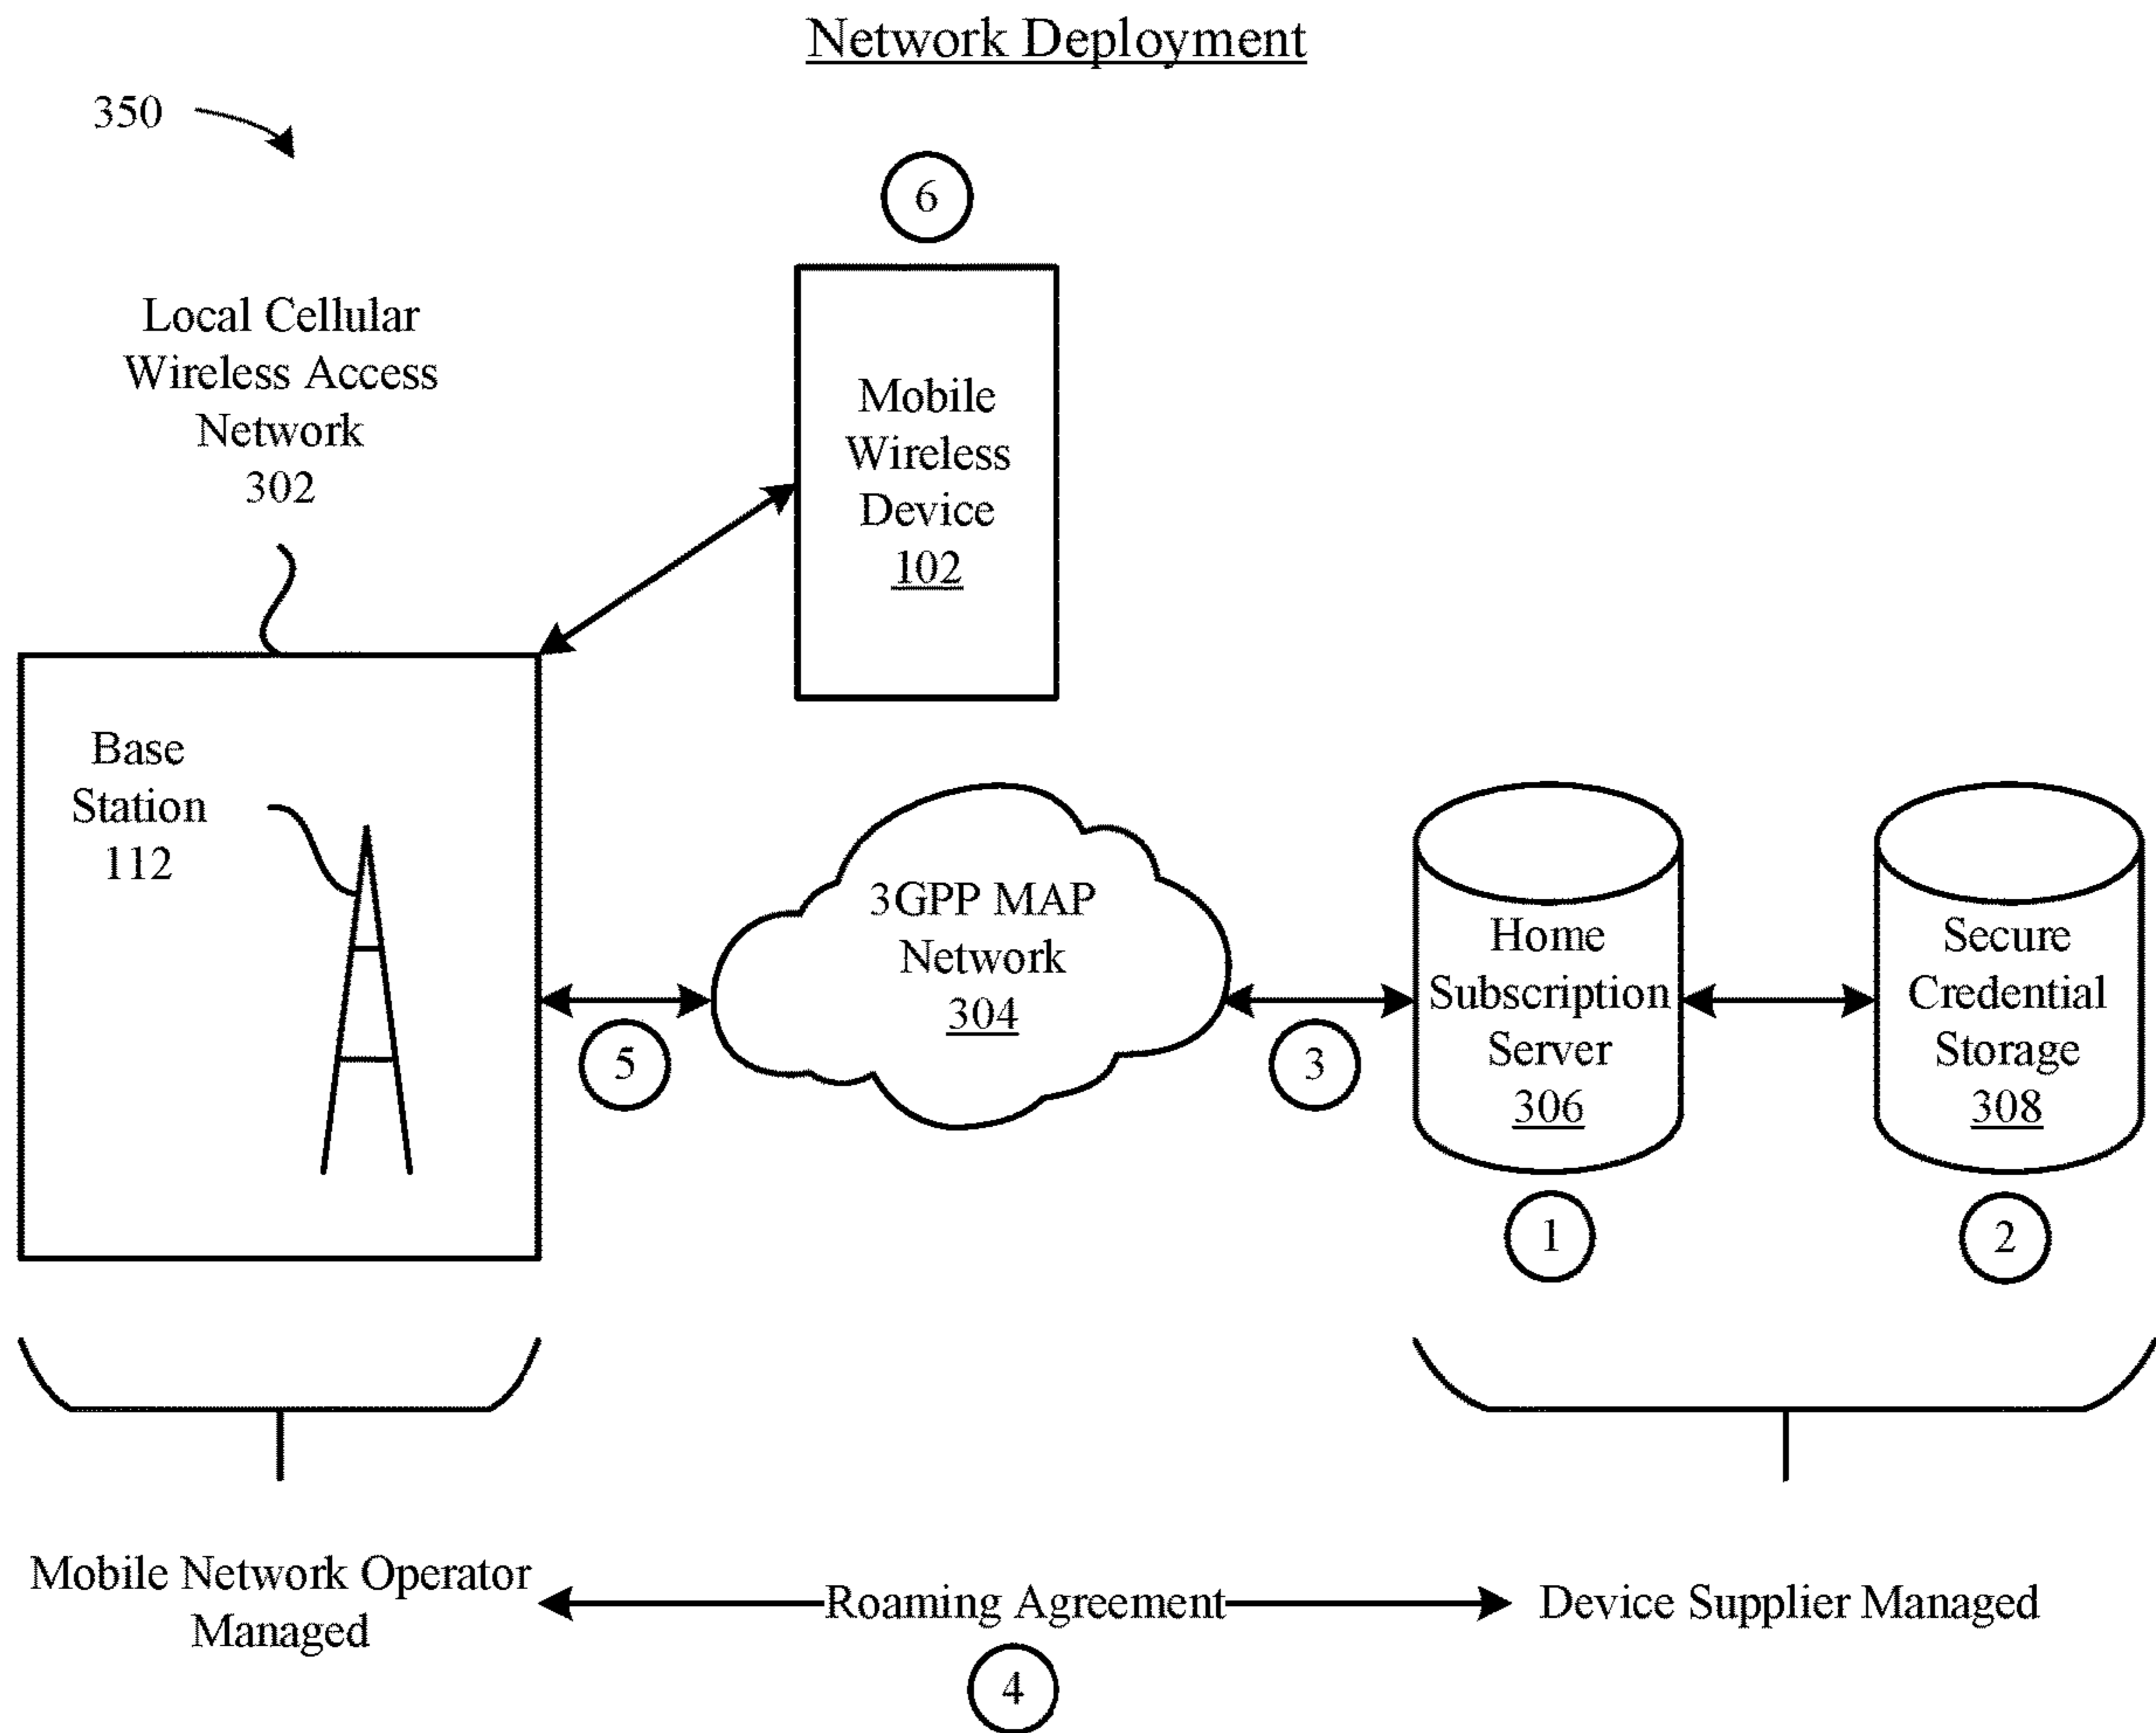 Network Deployment
350
6
Local Cellular
Wireless Access
Network
302
Mobile
Wireless
Device
102
Base
Station
112
3GPP MAP
Network
304
Home
Subscription
Server
306
Secure
Credential
Storage
308
5
3
1
2
Mobile Network Operator
Managed
Roaming Agreement
Device Supplier Managed
4